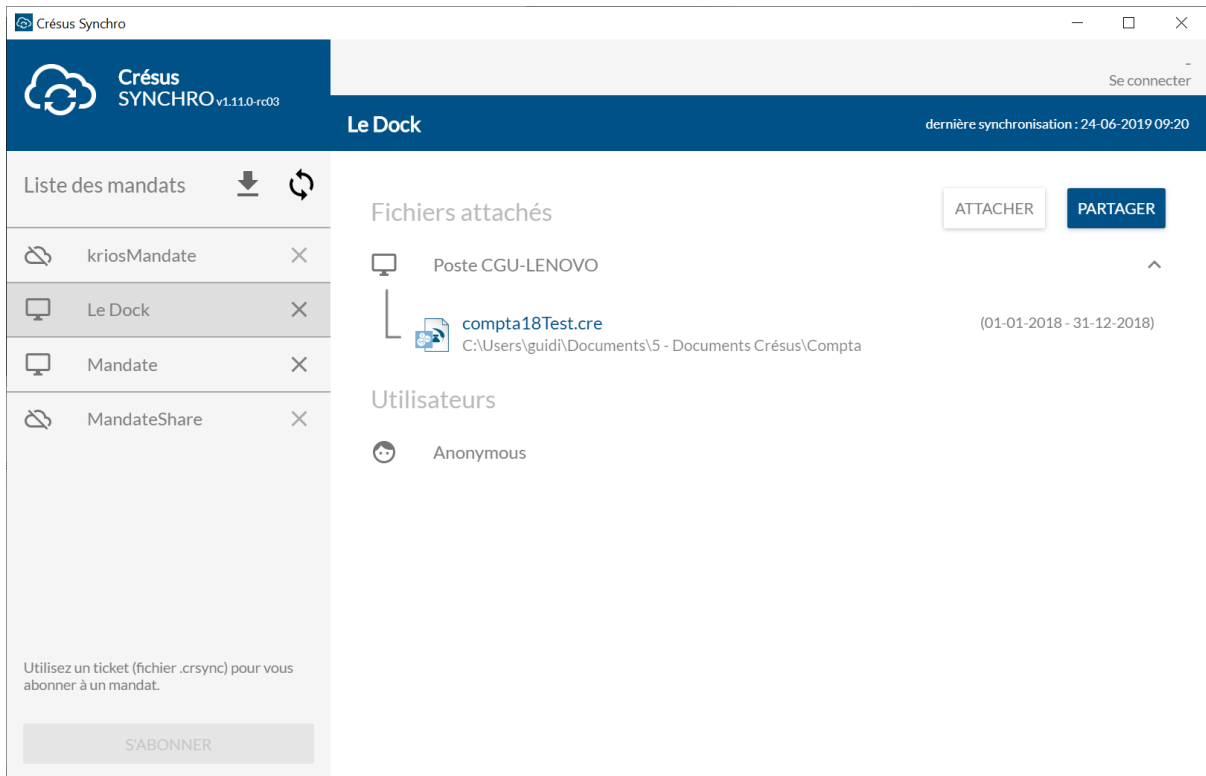 Crésus Synchro
Crésus
SYNCHRO v1.11.0-rc03
-
Se connecter
Le Dock
dernière synchronisation : 24-06-2019 09:20
Liste des mandats
kriosMandate
Le Dock
Mandate
MandateShare
Utilisez un ticket (fichier .crsync) pour vous
abonner à un mandat.
S'ABONNER
Fichiers attachés
ATTACHER
PARTAGER
Poste CGU-LENOVO
compta18Test.cre
(01-01-2018 - 31-12-2018)
C:\Users\guidi\Documents\5 - Documents Crésus\Compta
Utilisateurs
Anonymous